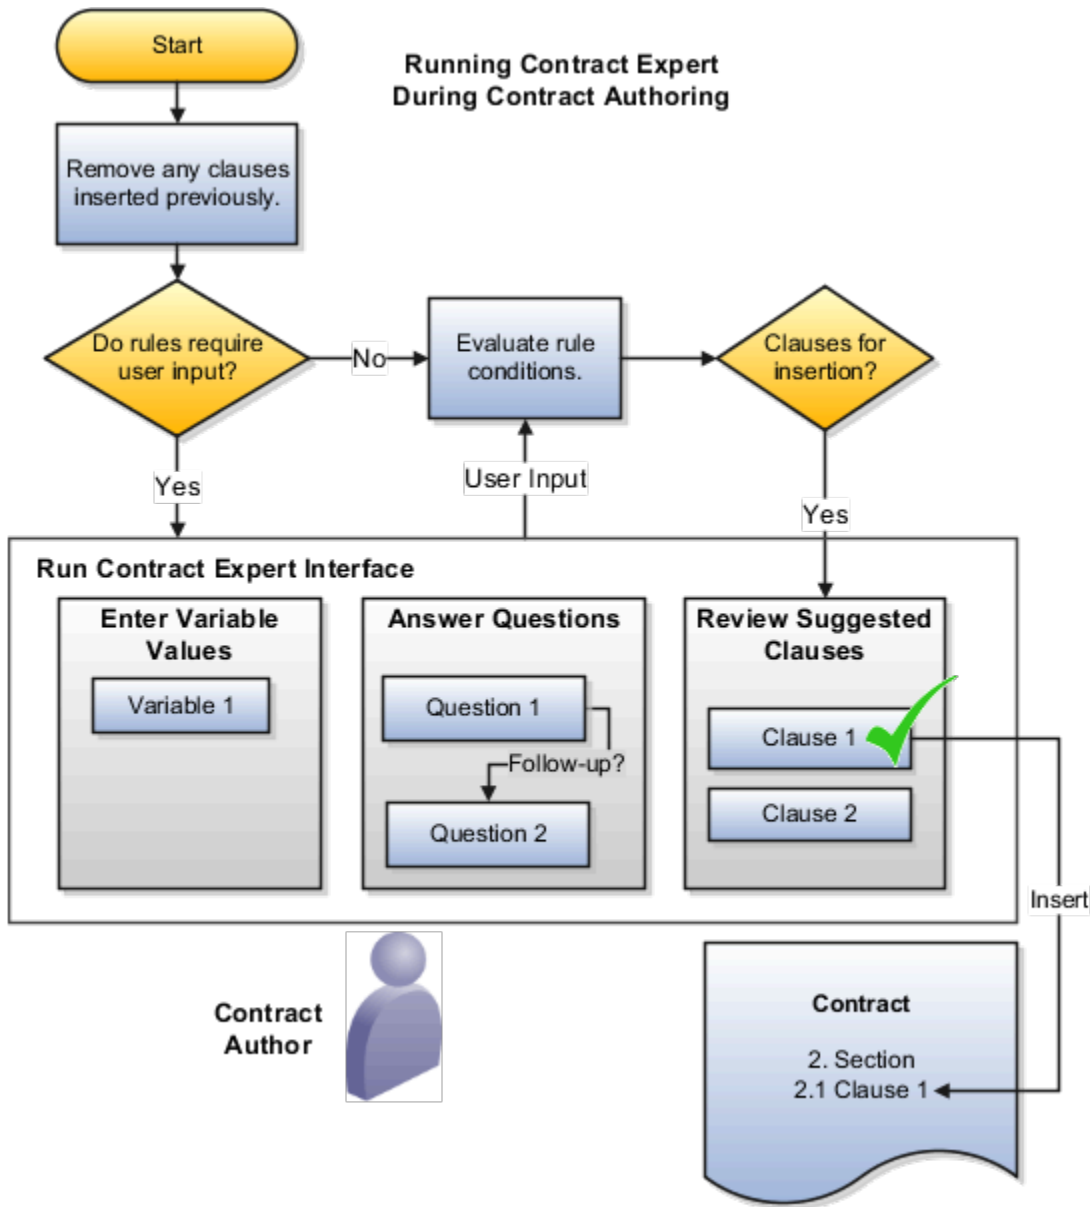 Start
Running Contract Expert
During Contract Authoring
Remove any clauses
inserted previously.
Do rules require
user input?
No
Evaluate rule
conditions.
Clauses for
insertion?
Yes
User Input
Yes
Run Contract Expert Interface
Enter Variable
Values
Variable 1
Answer Questions
Question 1
Follow-up?
Question 2
Review Suggested
Clauses
Clause 1
Clause 2
Insert
Contract
Author
Contract
2. Section
2.1 Clause 1